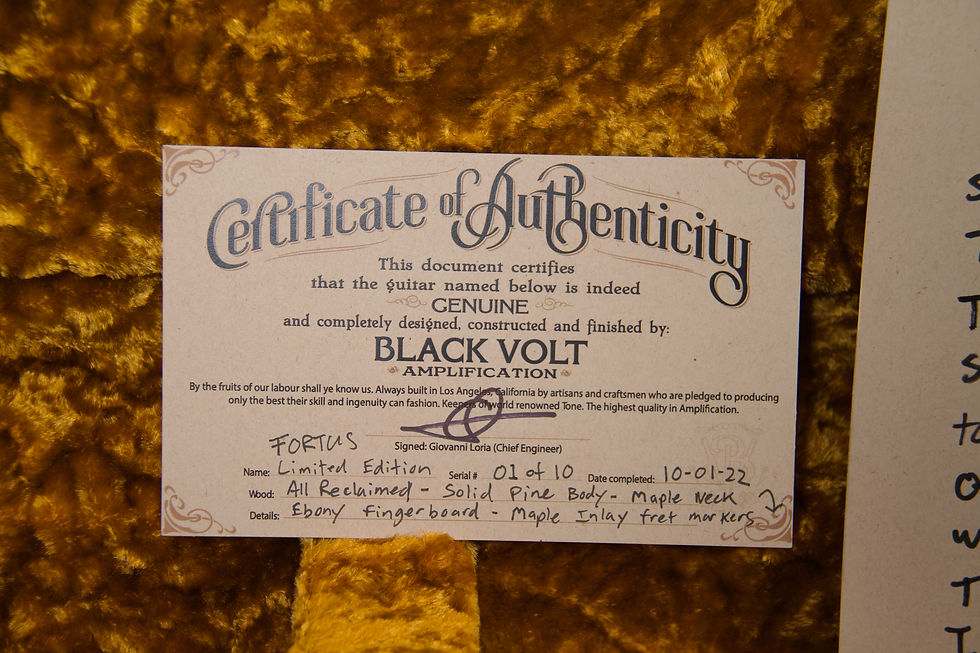 Certificate of Authenticity
This document certifies
that the guitar named below is indeed
GENUINE
and completely designed, constructed and finished by:
BLACK VOLT
AMPLIFICATION
By the fruits of our labour shall ye know us. Always built in Los Angeles, California by artisans and craftsmen who are pledged to producing
only the best their skill and ingenuity can fashion. Keepers of world renowned Tone. The highest quality in Amplification.
Signed: Giovanni Loria (Chief Engineer)
FORTUS
Name: Limited Edition Serial # 01 of 10 Date completed: 10-01-22
Wood: All Reclaimed - Solid Pine Body - Maple Neck
Details: Ebony fingerboard - Maple Inlay fret markers